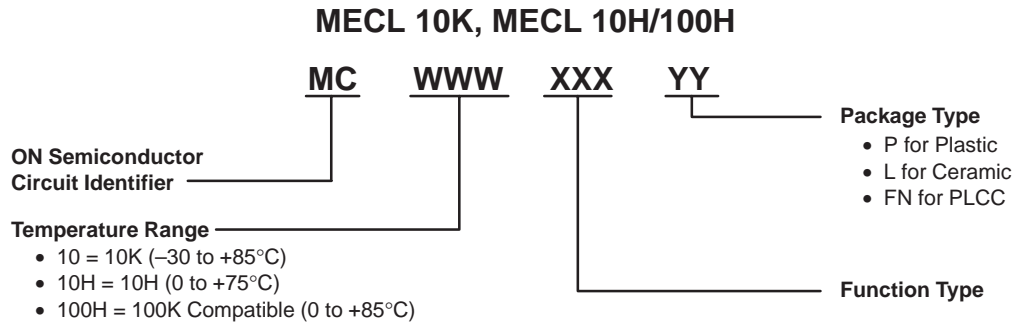 MECL 10K, MECL 10H/100H
MC WWW XXX YY
Package Type
• P for Plastic
• L for Ceramic
• FN for PLCC
ON Semiconductor
Circuit Identifier
Temperature Range
• 10 = 10K (–30 to +85°C)
• 10H = 10H (0 to +75°C)
• 100H = 100K Compatible (0 to +85°C)
Function Type